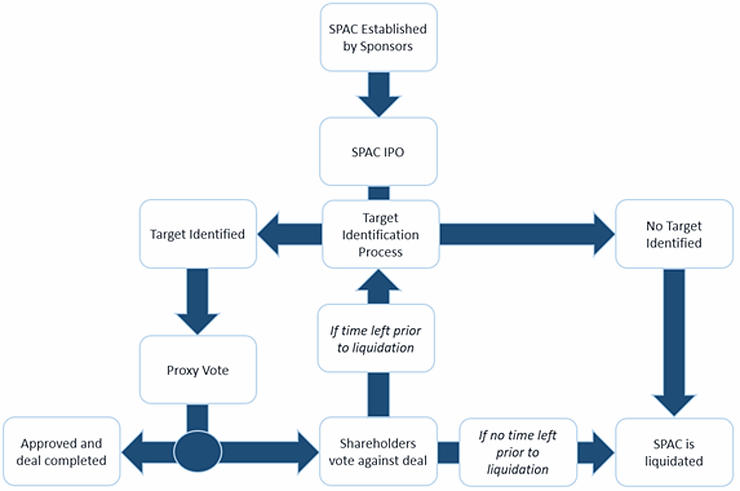 SPAC Established
by Sponsors
SPAC IPO
Target Identified
Target
Identification
Process
No Target
Identified
If time left prior
to liquidation
Proxy Vote
Approved and
deal completed
Shareholders
vote against deal
If no time left
prior to
liquidation
SPAC is
liquidated